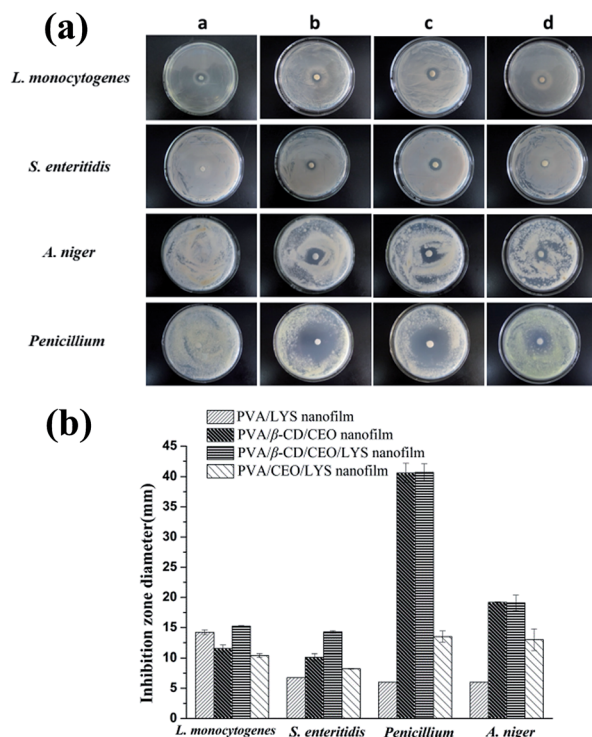 (a)
a b c d
L. monocytogenes
S. enteritidis
A. niger
Penicillium
(b)
PVA/LYS nanofilm
PVA/β-CD/CEO nanofilm
PVA/β-CD/CEO/LYS nanofilm
PVA/CEO/LYS nanofilm
Inhibition zone diameter(mm)
45
40
35
30
25
20
15
10
5
0
L. monocytogenes S. enteritidis Penicillium A. niger